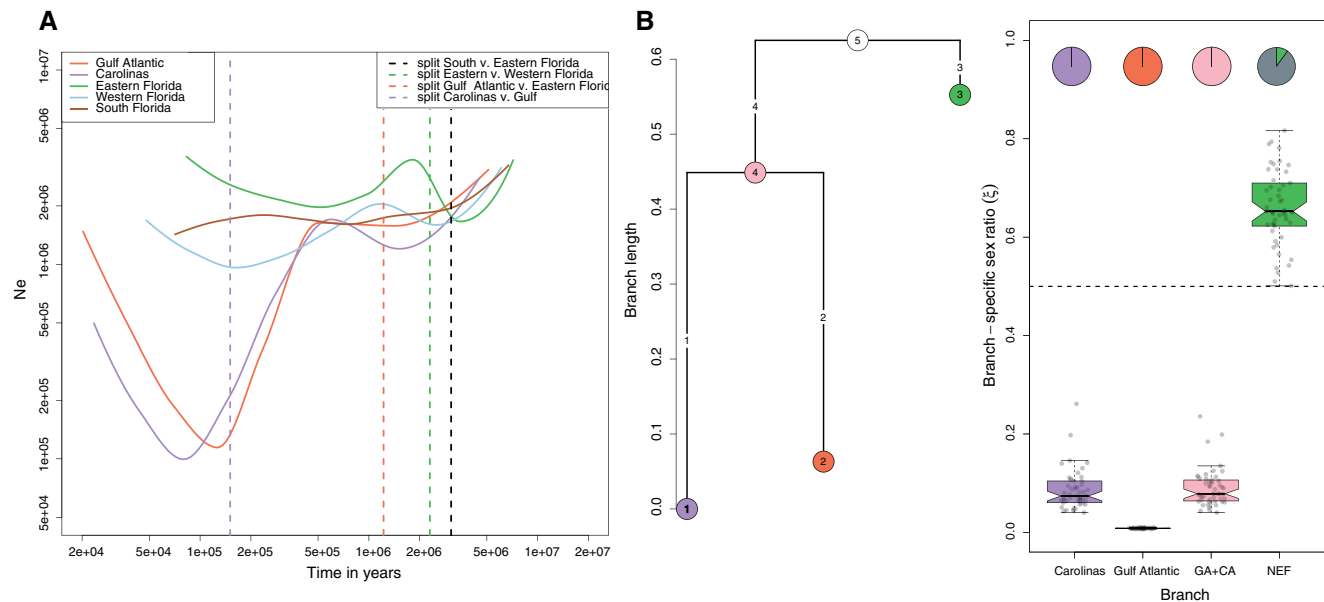 A
Gulf Atlantic
Carolinas
Eastern Florida
Western Florida
South Florida
split South v. Eastern Florida
split Eastern v. Western Florida
split Gulf Atlantic v. Eastern Florid
split Carolinas v. Gulf
Ne
1e+07
5e+06
2e+06
1e+06
5e+05
2e+05
1e+05
5e+04
2e+04
5e+04
1e+05
2e+05
5e+05
1e+06
2e+06
5e+06
1e+07
2e+07
Time in years
B
Branch length
0.6
0.5
0.4
0.3
0.2
0.1
0.0
5
3
3
4
4
2
2
1
1
Branch – specific sex ratio (ξ)
1.0
0.8
0.6
0.4
0.2
0.0
Carolinas
Gulf Atlantic
GA+CA
NEF
Branch